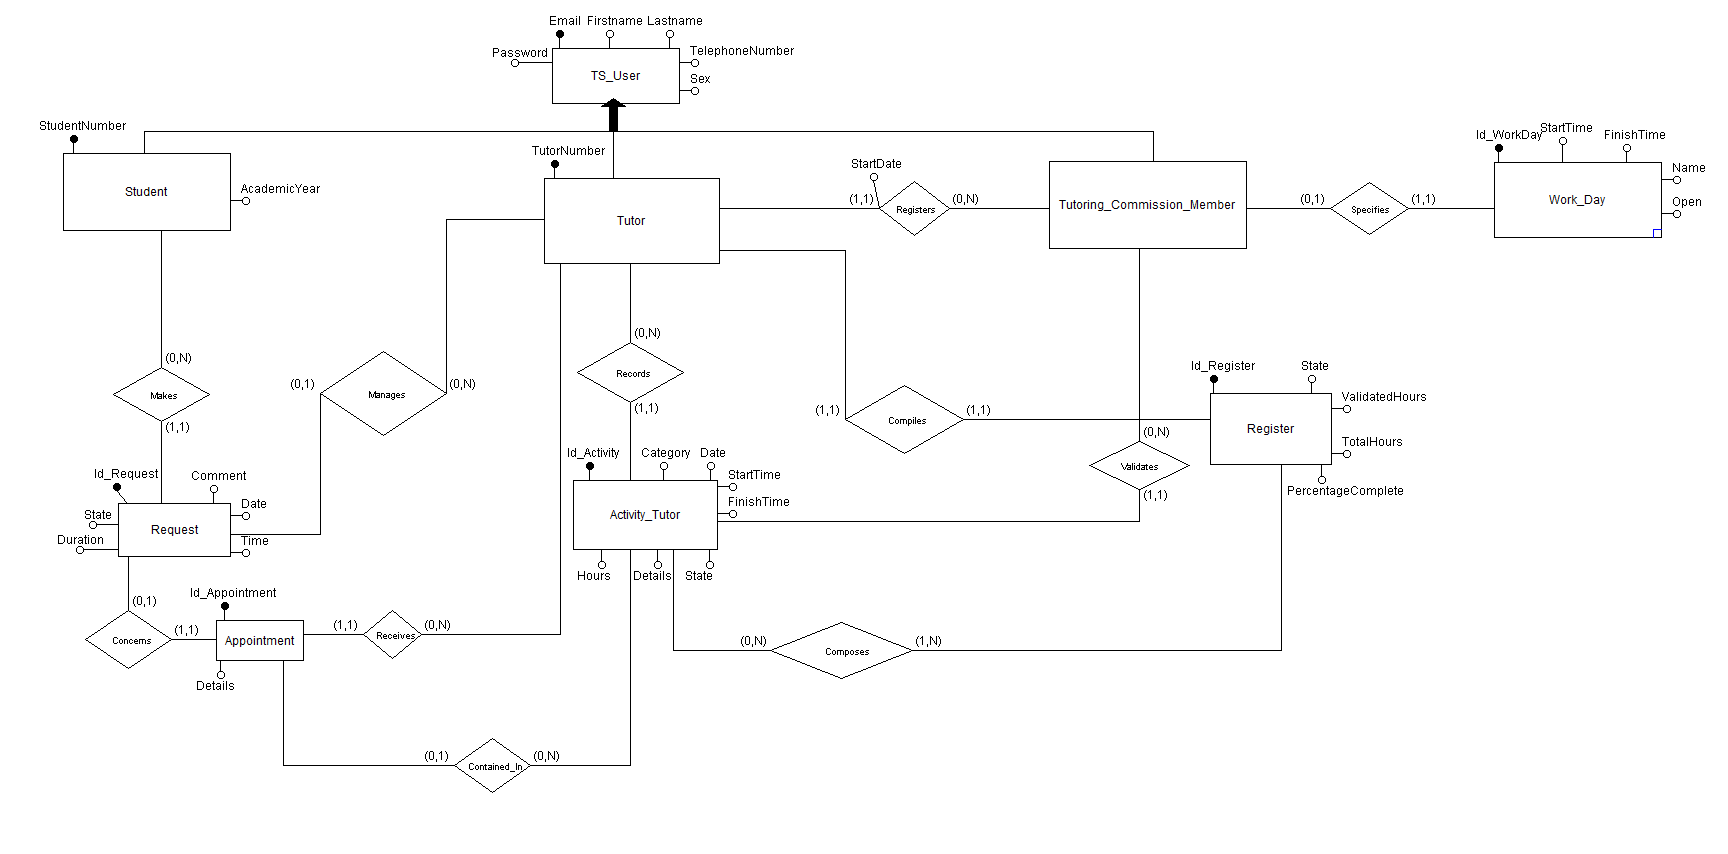 Email Firstname Lastname
Password
TelephoneNumber
TS_User
Sex
StudentNumber
TutorNumber
StartDate
Id_WorkDay
StartTime
FinishTime
Student
AcademicYear
Tutor
(1,1)
Registers
(0,N)
Tutoring_Commission_Member
(0,1)
Specifies
(1,1)
Work_Day
Name
Open
(0,N)
Makes
(1,1)
(0,1)
Manages
(0,N)
(0,N)
Records
(1,1)
(1,1)
Compiles
(1,1)
Id_Register
State
ValidatedHours
Register
TotalHours
PercentageComplete
(0,N)
Validates
(1,1)
Id_Request
Comment
State
Date
Request
Duration
Time
Id_Activity
Category
Date
StartTime
FinishTime
Activity_Tutor
Hours
Details
State
(0,1)
Concerns
(1,1)
Id_Appointment
Appointment
Details
(1,1)
Receives
(0,N)
(0,N)
Composes
(1,N)
(0,1)
Contained_In
(0,N)